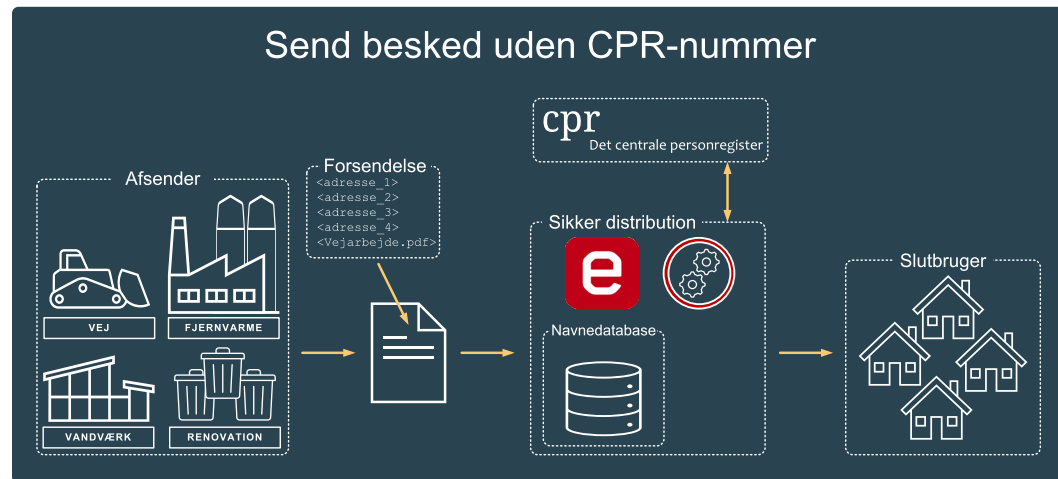 Send besked uden CPR-nummer
Afsender
VEJ
FJERNVARME
VANDVÆRK
RENOVATION
Forsendelse
<adresse_1>
<adresse_2>
<adresse_3>
<adresse_4>
<Vejarbejde.pdf>
cpr
Det centrale personregister
Sikker distribution
e
Navnedatabase
Slutbruger